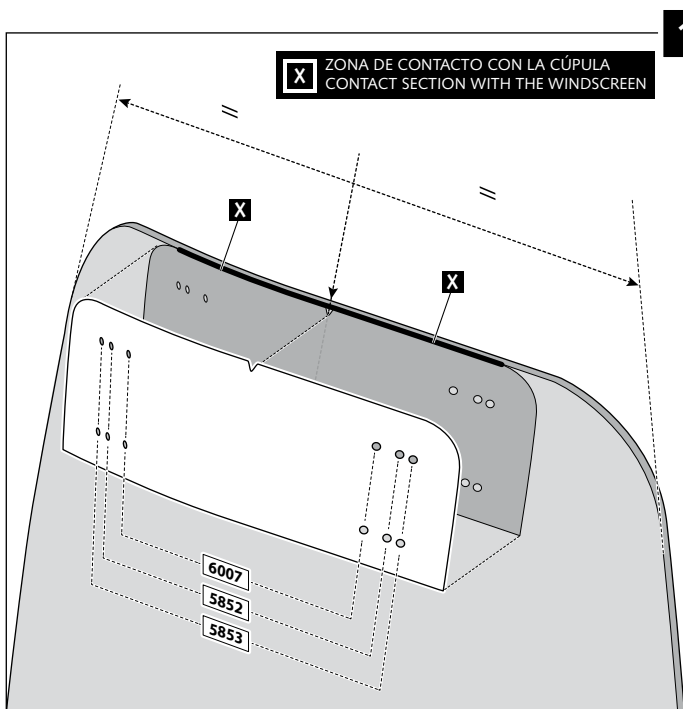 X
ZONA DE CONTACTO CON LA CÚPULA
CONTACT SECTION WITH THE WINDSCREEN
=
=
X
X
6007
5852
5853